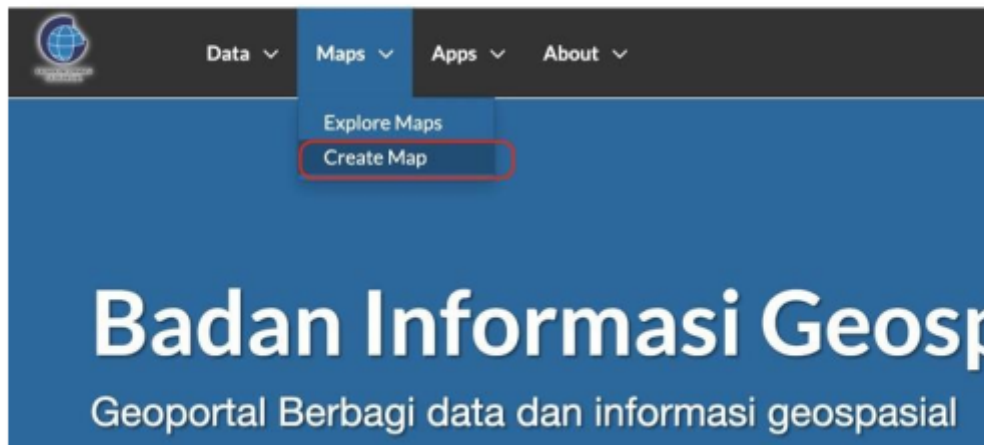 Data Maps Apps About
Explore Maps
Create Map
Badan Informasi Geosp
Geoportal Berbagi data dan informasi geospasial